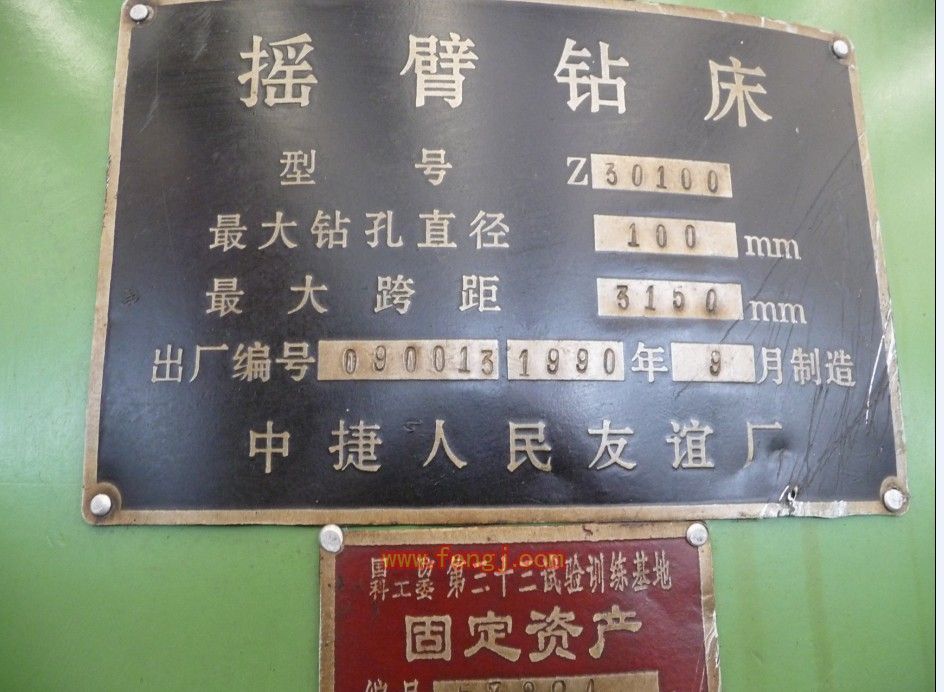 摇臂钻床
型号 Z30100
最大钻孔直径 100 mm
最大跨距 3150 mm
出厂编号 090013 1990 年 9 月制造
中捷人民友谊厂
www.fengj.com
国防科工委 第二十三试验训练基地
固定资产
编号